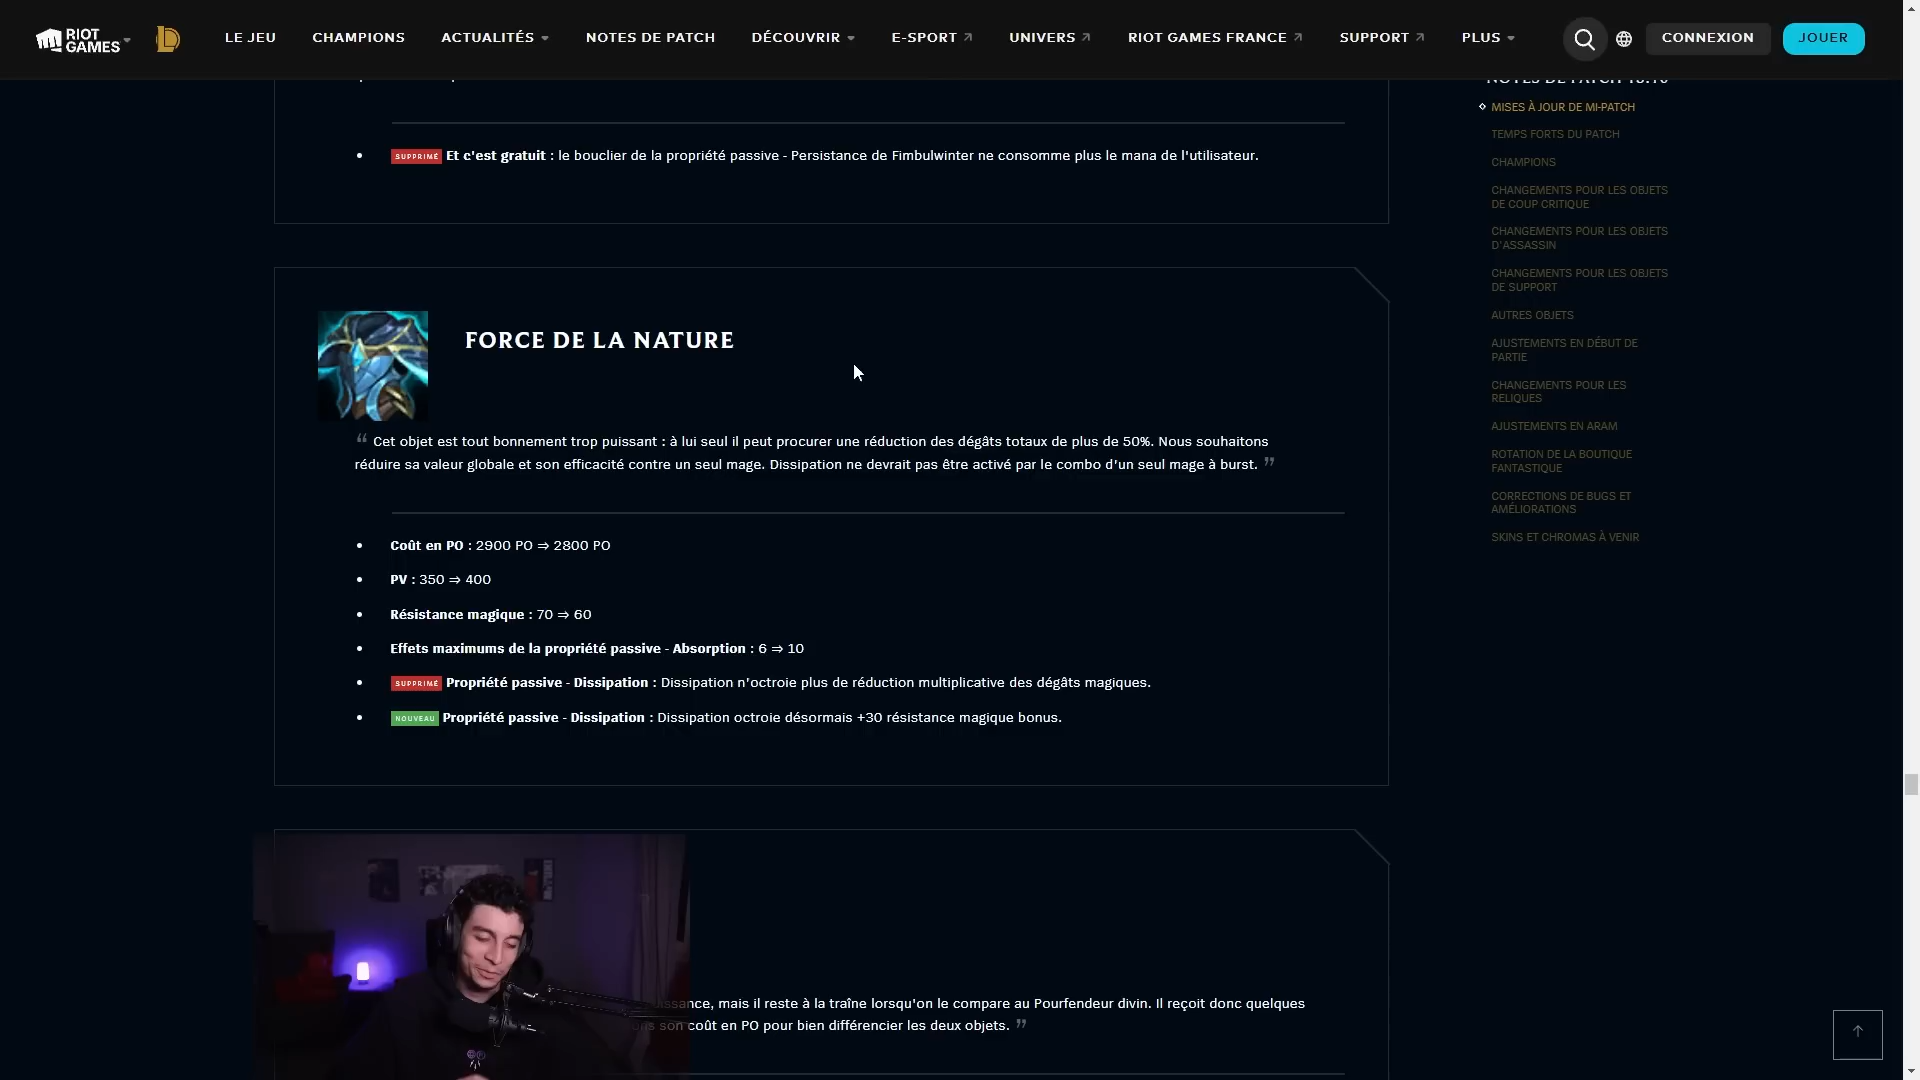 RIOT GAMES
LE JEU
CHAMPIONS
ACTUALITÉS
NOTES DE PATCH
DÉCOUVRIR
E-SPORT
UNIVERS
RIOT GAMES FRANCE
SUPPORT
PLUS
CONNEXION
JOUER
SUPPRIMÉ Et c'est gratuit : le bouclier de la propriété passive - Persistance de Fimbulwinter ne consomme plus le mana de l'utilisateur.
FORCE DE LA NATURE
“ Cet objet est tout bonnement trop puissant : à lui seul il peut procurer une réduction des dégâts totaux de plus de 50%. Nous souhaitons
réduire sa valeur globale et son efficacité contre un seul mage. Dissipation ne devrait pas être activé par le combo d'un seul mage à burst. ”
Coût en PO : 2900 PO ⇒ 2800 PO
PV : 350 ⇒ 400
Résistance magique : 70 ⇒ 60
Effets maximums de la propriété passive - Absorption : 6 ⇒ 10
SUPPRIMÉ Propriété passive - Dissipation : Dissipation n'octroie plus de réduction multiplicative des dégâts magiques.
NOUVEAU Propriété passive - Dissipation : Dissipation octroie désormais +30 résistance magique bonus.
mais il reste à la traîne lorsqu'on le compare au Pourfendeur divin. Il reçoit donc quelques
son coût en PO pour bien différencier les deux objets. ”
NOTES DE PATCH 13.10
MISES À JOUR DE MI-PATCH
TEMPS FORTS DU PATCH
CHAMPIONS
CHANGEMENTS POUR LES OBJETS
DE COUP CRITIQUE
CHANGEMENTS POUR LES OBJETS
D'ASSASSIN
CHANGEMENTS POUR LES OBJETS
DE SUPPORT
AUTRES OBJETS
AJUSTEMENTS EN DÉBUT DE
PARTIE
CHANGEMENTS POUR LES
RELIQUES
AJUSTEMENTS EN ARAM
ROTATION DE LA BOUTIQUE
FANTASTIQUE
CORRECTIONS DE BUGS ET
AMÉLIORATIONS
SKINS ET CHROMAS À VENIR